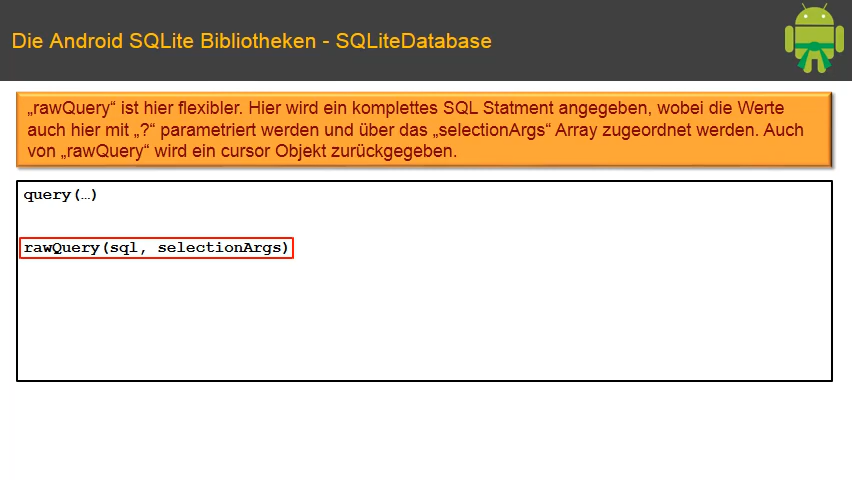 Die Android SQLite Bibliotheken - SQLiteDatabase
„rawQuery“ ist hier flexibler. Hier wird ein komplettes SQL Statment angegeben, wobei die Werte
auch hier mit „?“ parametriert werden und über das „selectionArgs“ Array zugeordnet werden. Auch
von „rawQuery“ wird ein cursor Objekt zurückgegeben.
query(…)
rawQuery(sql, selectionArgs)